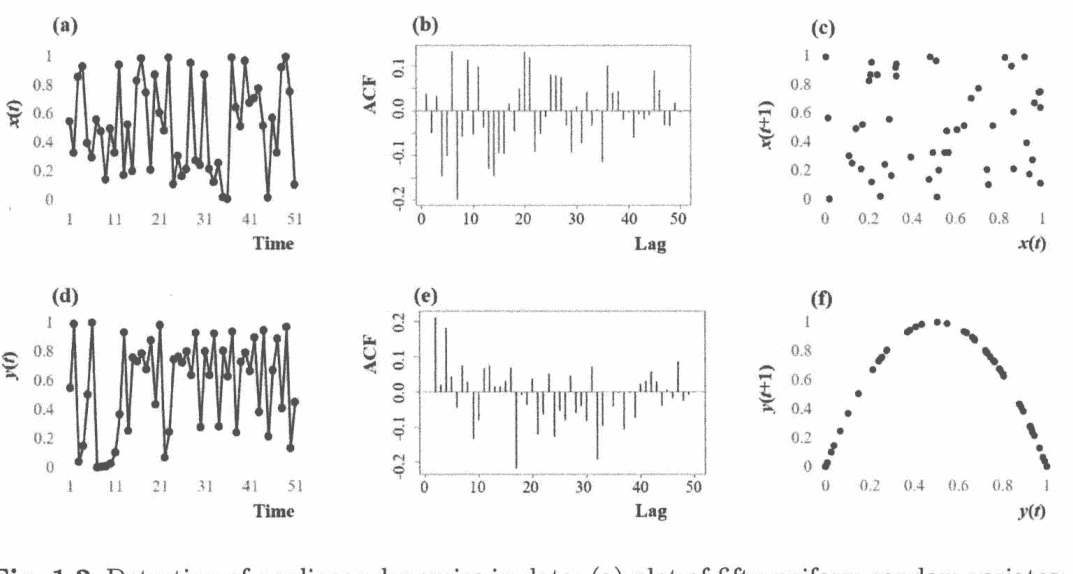 (a)
(b)
(c)
1
0.8
0.6
0.4
0.2
0
x(t)
1 11 21 31 41 51
Time
0.1
0.0
-0.1
-0.2
ACF
0 10 20 30 40 50
Lag
1
0.8
0.6
0.4
0.2
0
x(t+1)
0 0.2 0.4 0.6 0.8 1
x(t)
(d)
(e)
(f)
1
0.8
0.6
0.4
0.2
0
y(t)
1 11 21 31 41 51
Time
0.2
0.1
0.0
-0.1
-0.2
ACF
0 10 20 30 40 50
Lag
1
0.8
0.6
0.4
0.2
0
y(t+1)
0 0.2 0.4 0.6 0.8 1
y(t)
Fig. 1.2 Detection of nonlinear dynamics in data: (a) plot of fifty uniform random variates